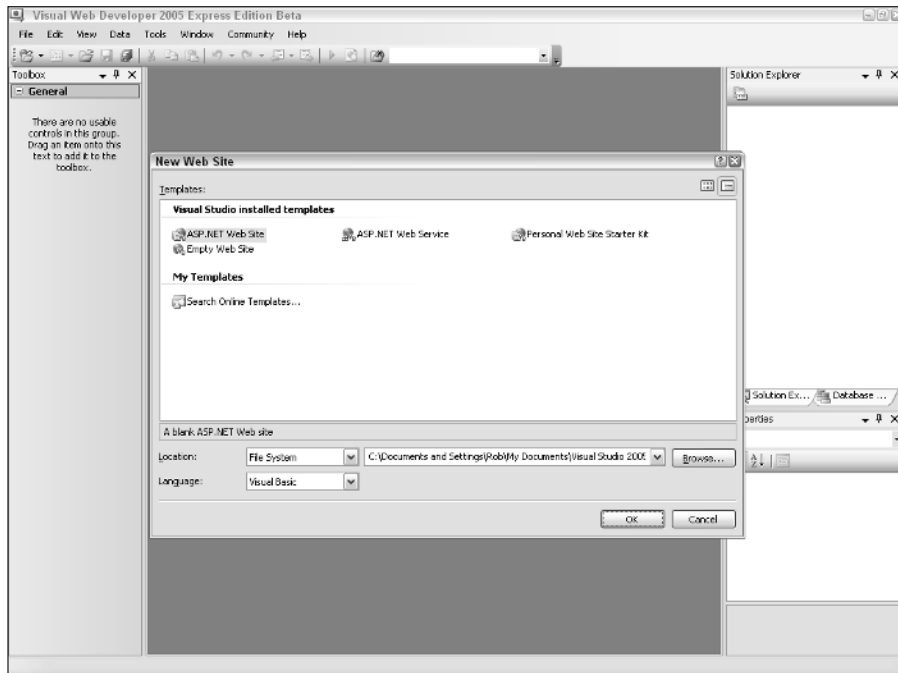 Visual Web Developer 2005 Express Edition Beta
File Edit View Data Tools Window Community Help
Toolbox
General
There are no usable
controls in this group.
Drag an item onto this
text to add it to the
toolbox.
Solution Explorer
New Web Site
Templates:
Visual Studio installed templates
ASP.NET Web Site
ASP.NET Web Service
Personal Web Site Starter Kit
Empty Web Site
My Templates
Search Online Templates...
A blank ASP.NET Web site
Location:
File System
C:\Documents and Settings\Rob\My Documents\Visual Studio 2005
Browse...
Language:
Visual Basic
OK
Cancel
Solution Ex...
Database ...
perties